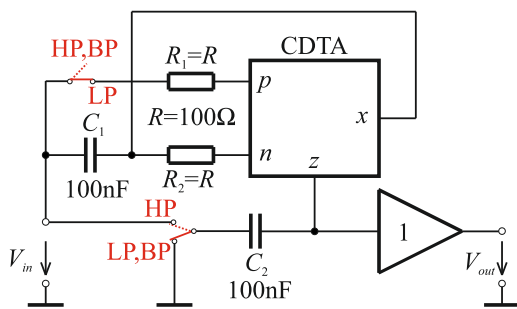 CDTA
HP,BP
R₁=R
p
LP
R=100Ω
x
C₁
n
z
100nF
R₂=R
HP
LP,BP
1
Vin
C₂
Vout
100nF